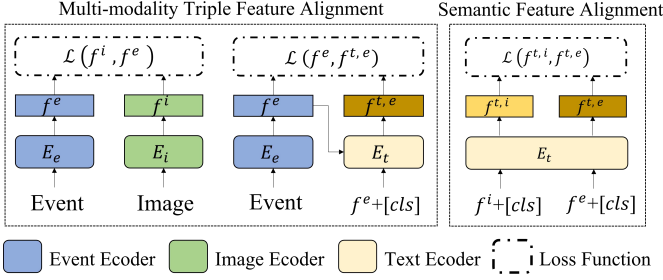 Multi-modality Triple Feature Alignment
Semantic Feature Alignment
ℒ(f^i, f^e)
ℒ(f^e, f^{t,e})
ℒ(f^{t,i}, f^{t,e})
f^e f^i f^e f^{t,e} f^{t,i} f^{t,e}
E_e E_i E_e E_t E_t
Event Image Event f^e+[cls] f^i+[cls] f^e+[cls]
Event Ecoder Image Ecoder Text Ecoder Loss Function